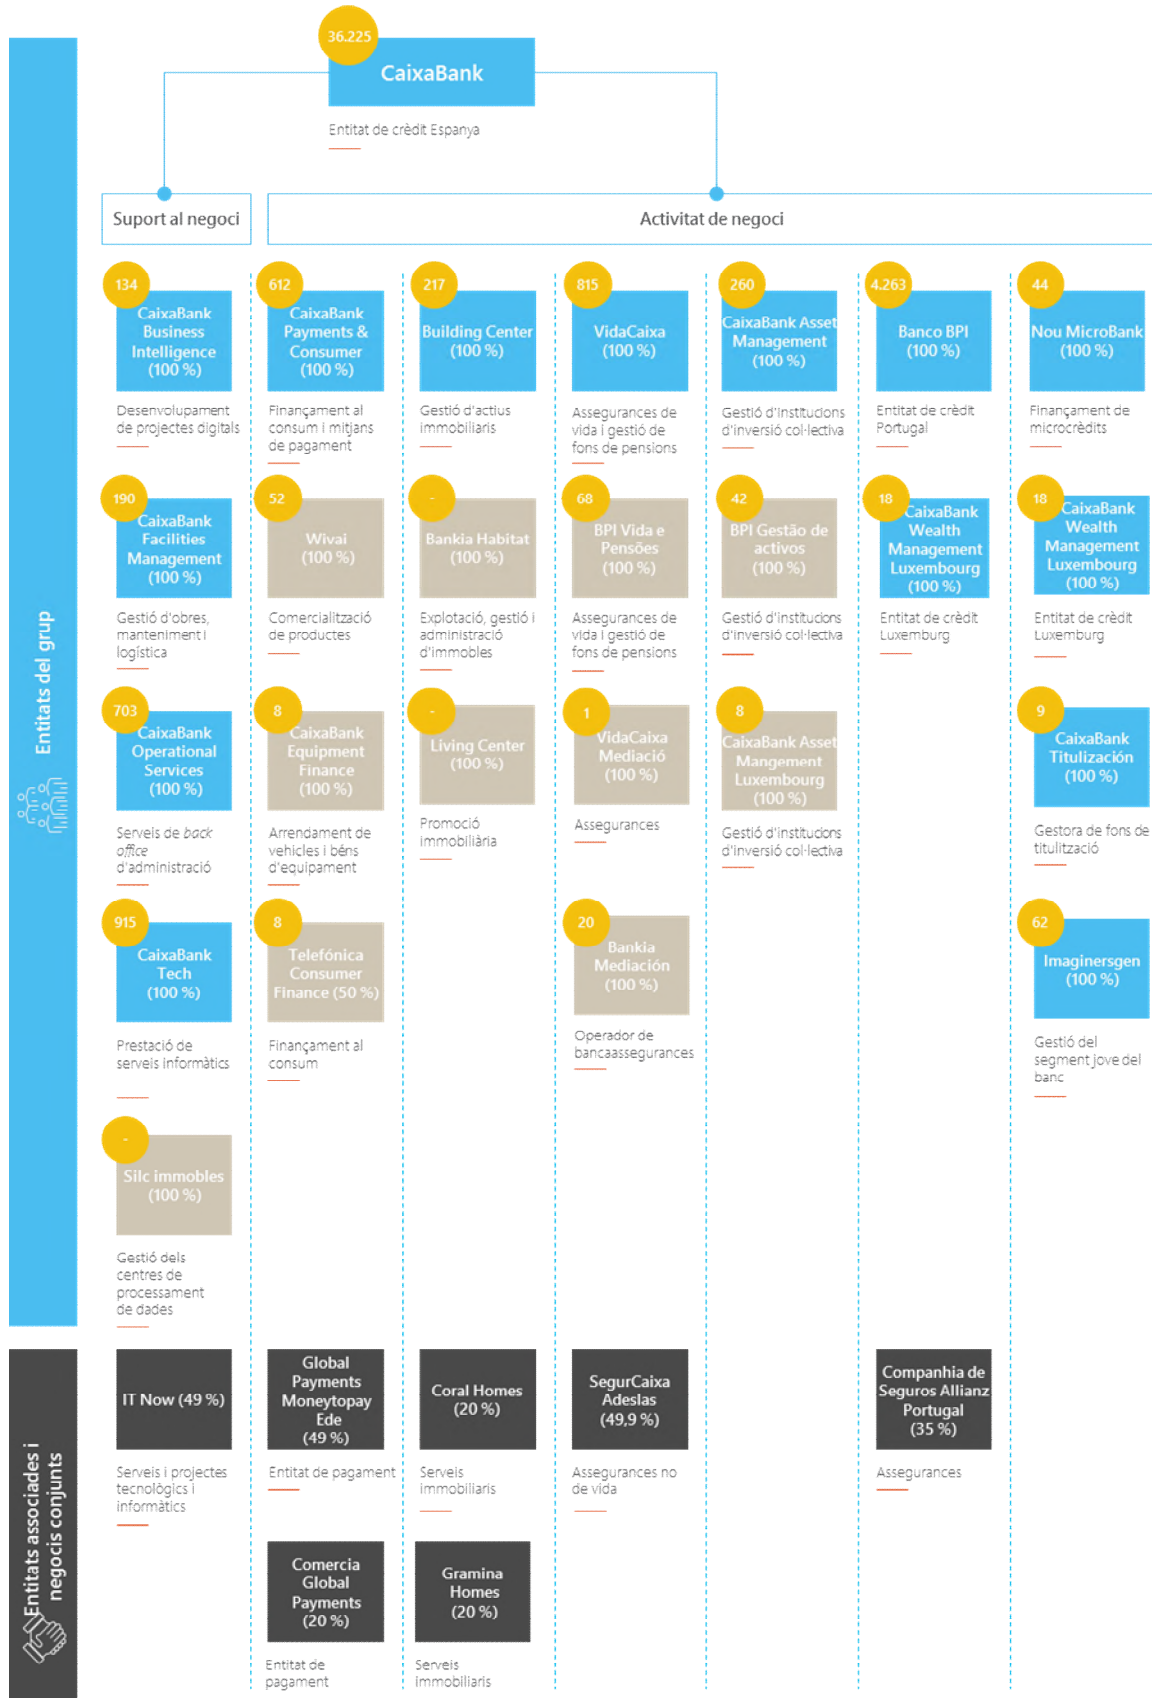 36.225
CaixaBank
Entitat de crèdit Espanya
Suport al negoci
Activitat de negoci
Entitats del grup
134
CaixaBank
Business
Intelligence
(100 %)
Desenvolupament
de projectes digitals
612
CaixaBank
Payments &
Consumer
(100 %)
Finançament al
consum i mitjans
de pagament
217
Building Center
(100 %)
Gestió d'actius
immobiliaris
815
VidaCaixa
(100 %)
Assegurances de
vida i gestió de
fons de pensions
260
CaixaBank Asset
Management
(100 %)
Gestió d'institucions
d'inversió col·lectiva
4.263
Banco BPI
(100 %)
Entitat de crèdit
Portugal
44
Nou MicroBank
(100 %)
Finançament de
microcrèdits
190
CaixaBank
Facilities
Management
(100 %)
Gestió d'obres,
manteniment i
logística
52
Wivai
(100 %)
Comercialització
de productes
-
Bankia Habitat
(100 %)
Explotació, gestió i
administració
d'immobles
68
BPI Vida e
Pensões
(100 %)
Assegurances de
vida i gestió de
fons de pensions
42
BPI Gestão de
activos
(100 %)
Gestió d'institucions
d'inversió col·lectiva
18
CaixaBank
Wealth
Management
Luxembourg
(100 %)
Entitat de crèdit
Luxemburg
18
CaixaBank
Wealth
Management
Luxembourg
(100 %)
Entitat de crèdit
Luxemburg
703
CaixaBank
Operational
Services
(100 %)
Serveis de back
office
d'administració
8
CaixaBank
Equipment
Finance
(100 %)
Arrendament de
vehicles i béns
d'equipament
-
Living Center
(100 %)
Promoció
immobiliària
1
VidaCaixa
Mediació
(100 %)
Assegurances
8
CaixaBank Asset
Mangement
Luxembourg
(100 %)
Gestió d'institucions
d'inversió col·lectiva
9
CaixaBank
Titulización
(100 %)
Gestora de fons de
titulització
915
CaixaBank
Tech
(100 %)
Prestació de
serveis informàtics
8
Telefónica
Consumer
Finance (50 %)
Finançament al
consum
20
Bankia
Mediación
(100 %)
Operador de
bancaassegurances
62
Imaginersgen
(100 %)
Gestió del
segment jove del
banc
-
Silc immobles
(100 %)
Gestió dels
centres de
processament
de dades
Entitats associades i
negocis conjunts
IT Now (49 %)
Serveis i projectes
tecnològics i
informàtics
Global
Payments
Moneytopay
Ede
(49 %)
Entitat de pagament
Coral Homes
(20 %)
Serveis
immobiliaris
SegurCaixa
Adeslas
(49,9 %)
Assegurances no
de vida
Companhia de
Seguros Allianz
Portugal
(35 %)
Assegurances
Comercia
Global
Payments
(20 %)
Entitat de
pagament
Gramina
Homes
(20 %)
Serveis
immobiliaris